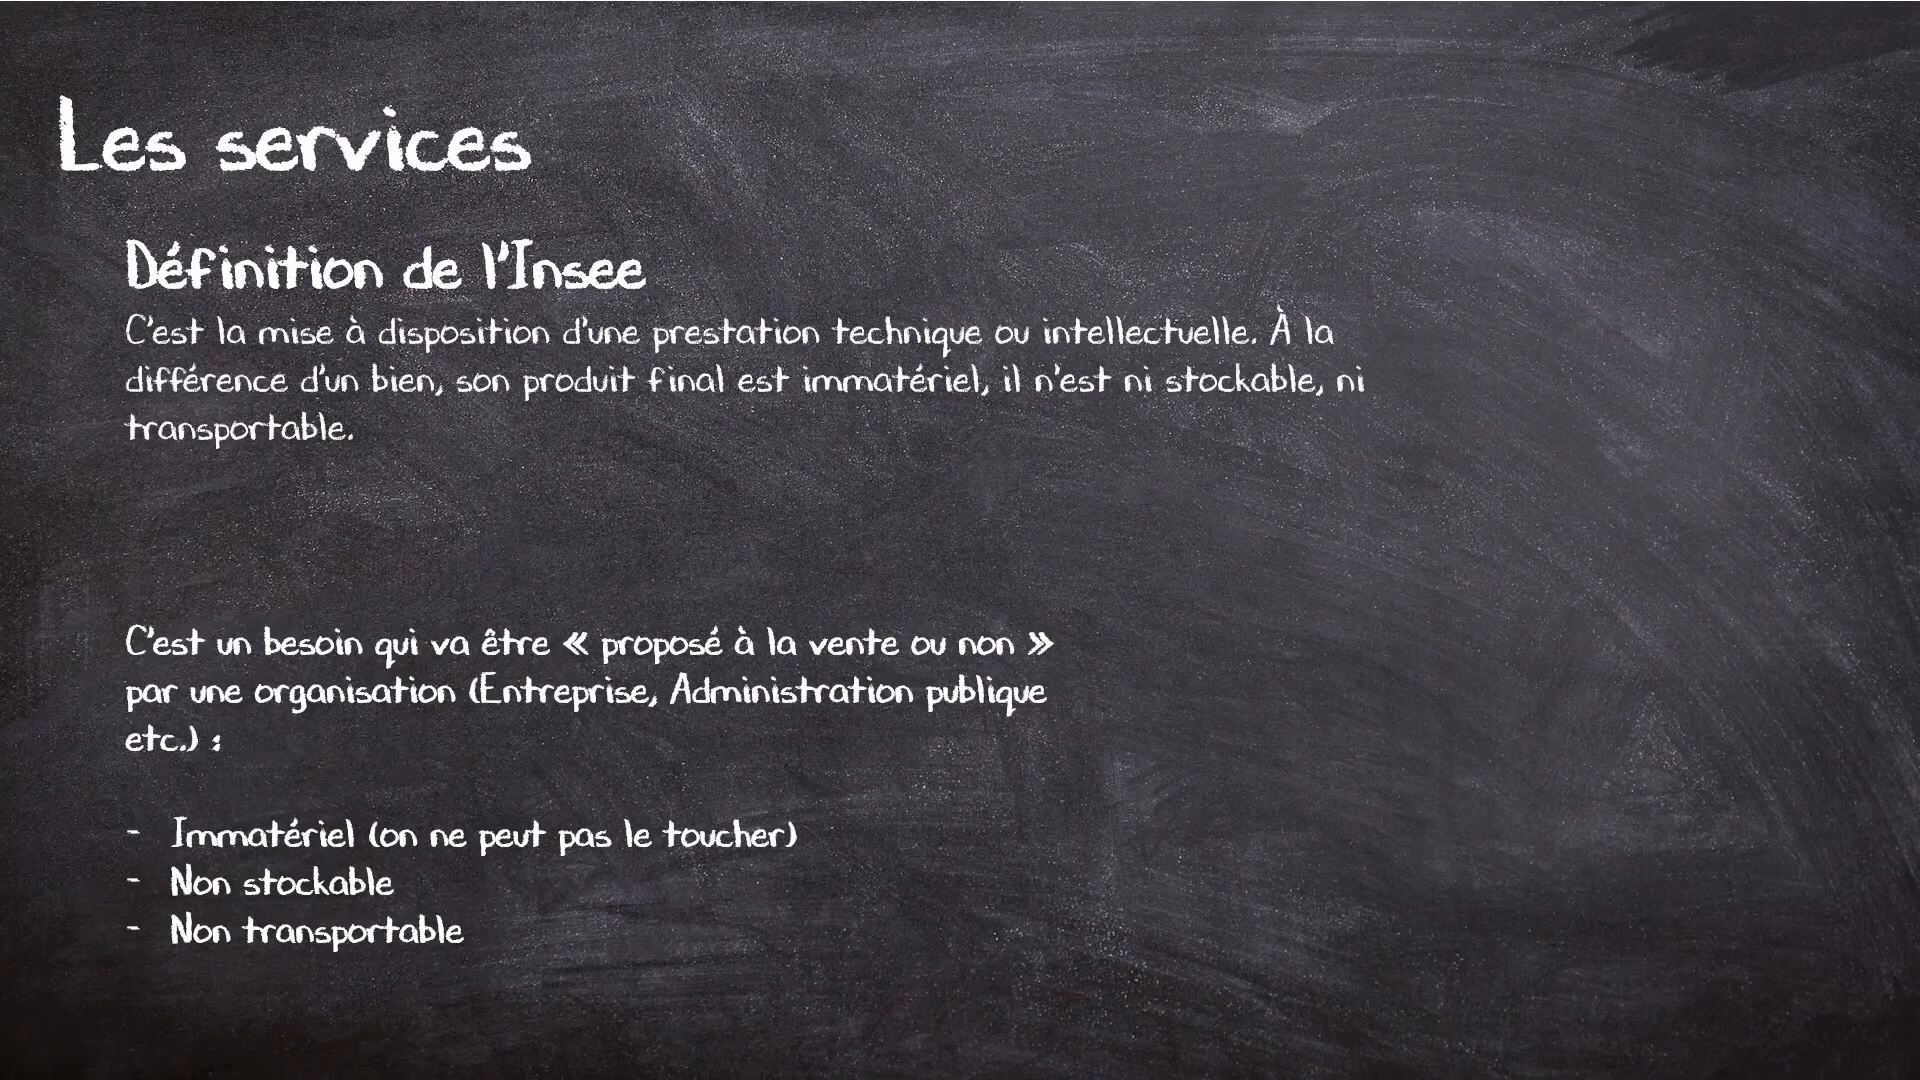 Les services
Définition de l'Insee
C'est la mise à disposition d'une prestation technique ou intellectuelle. À la
différence d'un bien, son produit final est immatériel, il n'est ni stockable, ni
transportable.
C'est un besoin qui va être « proposé à la vente ou non »
par une organisation (Entreprise, Administration publique
etc.) :
- Immatériel (on ne peut pas le toucher)
- Non stockable
- Non transportable